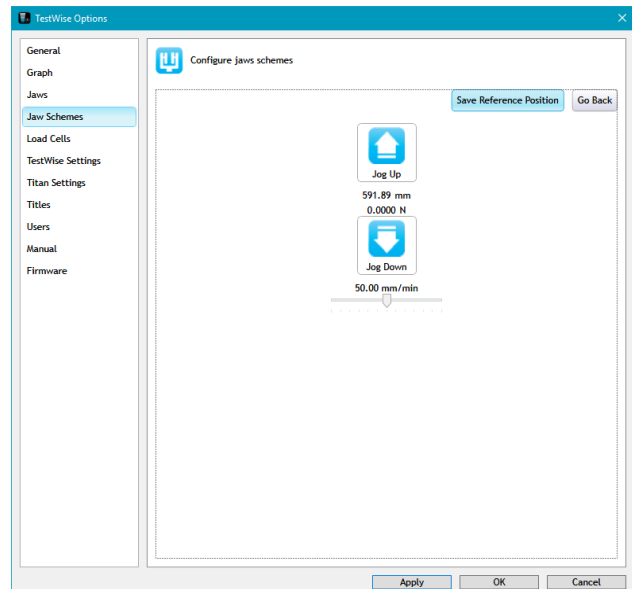 TestWise Options
General
Graph
Jaws
Jaw Schemes
Load Cells
TestWise Settings
Titan Settings
Titles
Users
Manual
Firmware
Configure jaws schemes
Save Reference Position
Go Back
Jog Up
591.89 mm
0.0000 N
Jog Down
50.00 mm/min
Apply
OK
Cancel